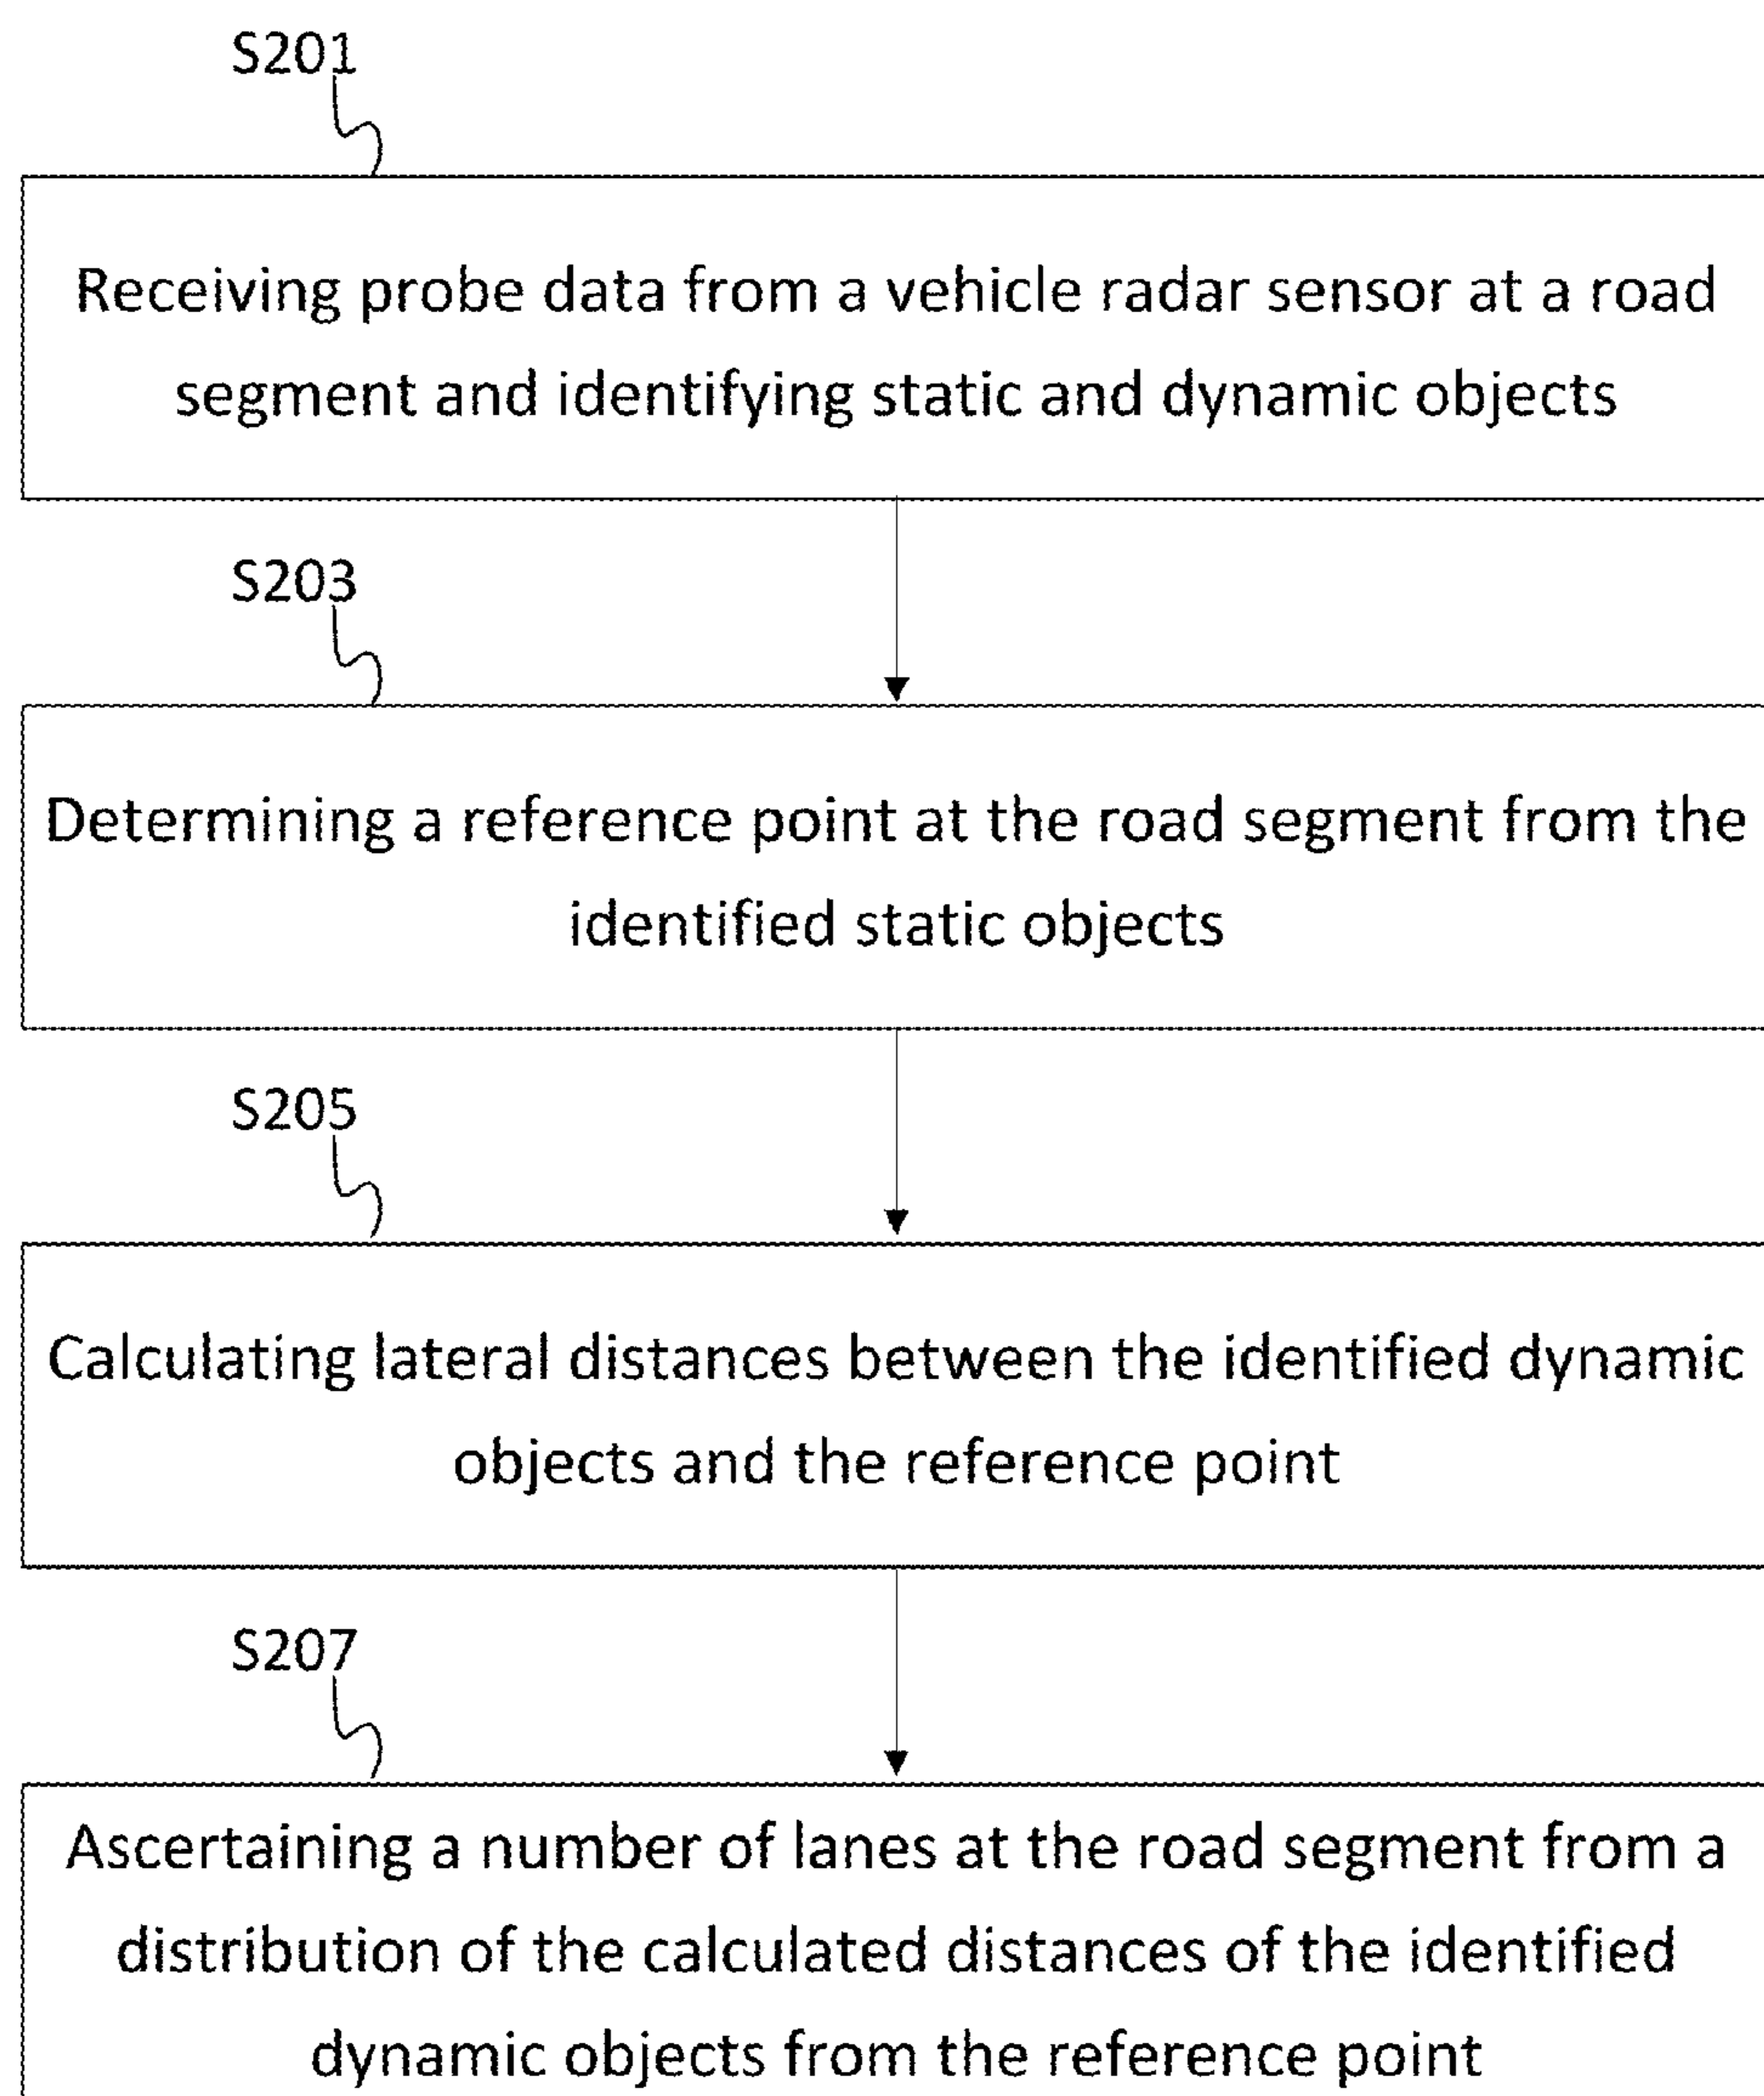 S201
Receiving probe data from a vehicle radar sensor at a road
segment and identifying static and dynamic objects
S203
Determining a reference point at the road segment from the
identified static objects
S205
Calculating lateral distances between the identified dynamic
objects and the reference point
S207
Ascertaining a number of lanes at the road segment from a
distribution of the calculated distances of the identified
dynamic objects from the reference point